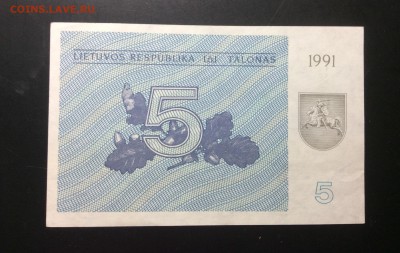 COINS.LAVE.RU
LIETUVOS RESPUBLIKA TALONAS
1991
5
5